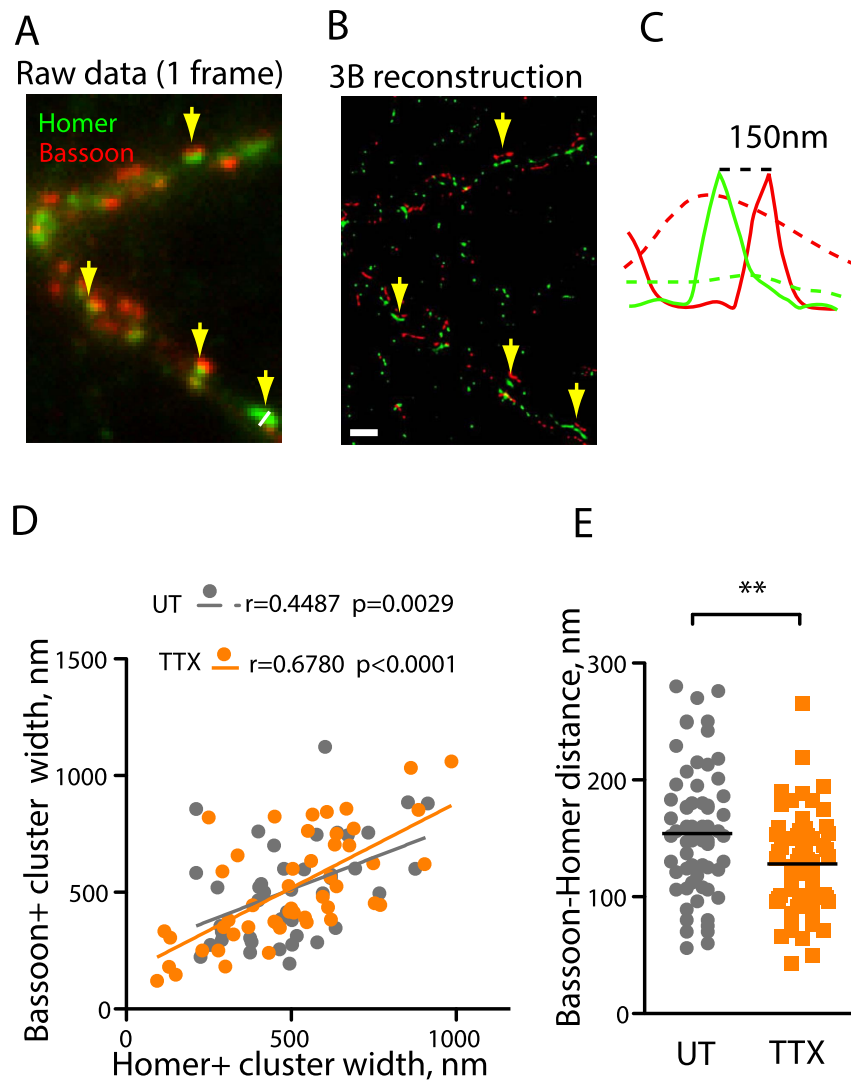 A
Raw data (1 frame)
Homer
Bassoon
B
3B reconstruction
C
150nm
D
UT r=0.4487 p=0.0029
TTX r=0.6780 p<0.0001
Bassoon+ cluster width, nm
1500
1000
500
0
0 500 1000
Homer+ cluster width, nm
E
**
Bassoon-Homer distance, nm
300
200
100
0
UT TTX